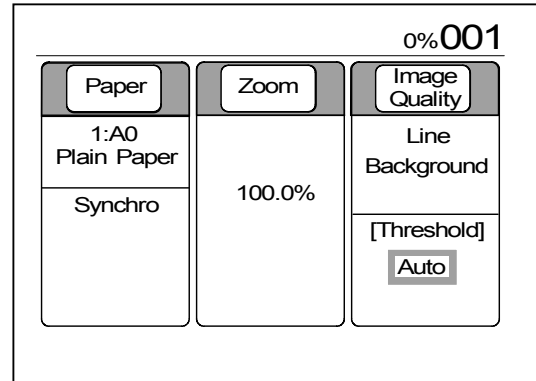 0%001
Paper
1:A0
Plain Paper
Synchro
Zoom
100.0%
Image
Quality
Line
Background
[Threshold]
Auto